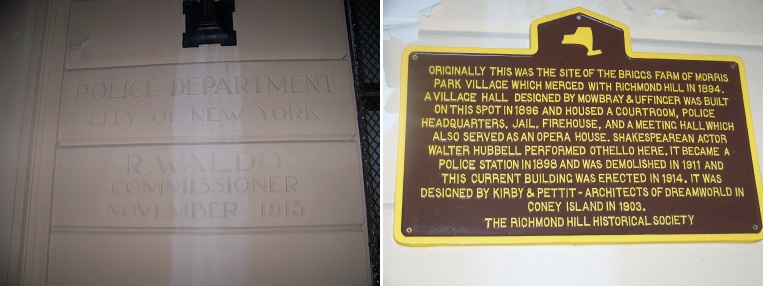 POLICE DEPARTMENT
CITY OF NEW YORK
R. WALDO
COMMISSIONER
NOVEMBER 1913
ORIGINALLY THIS WAS THE SITE OF THE BRIGGS FARM OF MORRIS
PARK VILLAGE WHICH MERGED WITH RICHMOND HILL IN 1894.
A VILLAGE HALL DESIGNED BY MOWBRAY & UFFINGER WAS BUILT
ON THIS SPOT IN 1896 AND HOUSED A COURTROOM, POLICE
HEADQUARTERS, JAIL, FIREHOUSE, AND A MEETING HALL WHICH
ALSO SERVED AS AN OPERA HOUSE. SHAKESPEAREAN ACTOR
WALTER HUBBELL PERFORMED OTHELLO HERE. IT BECAME A
POLICE STATION IN 1898 AND WAS DEMOLISHED IN 1911 AND
THIS CURRENT BUILDING WAS ERECTED IN 1914. IT WAS
DESIGNED BY KIRBY & PETTIT - ARCHITECTS OF DREAMWORLD IN
CONEY ISLAND IN 1903.
THE RICHMOND HILL HISTORICAL SOCIETY